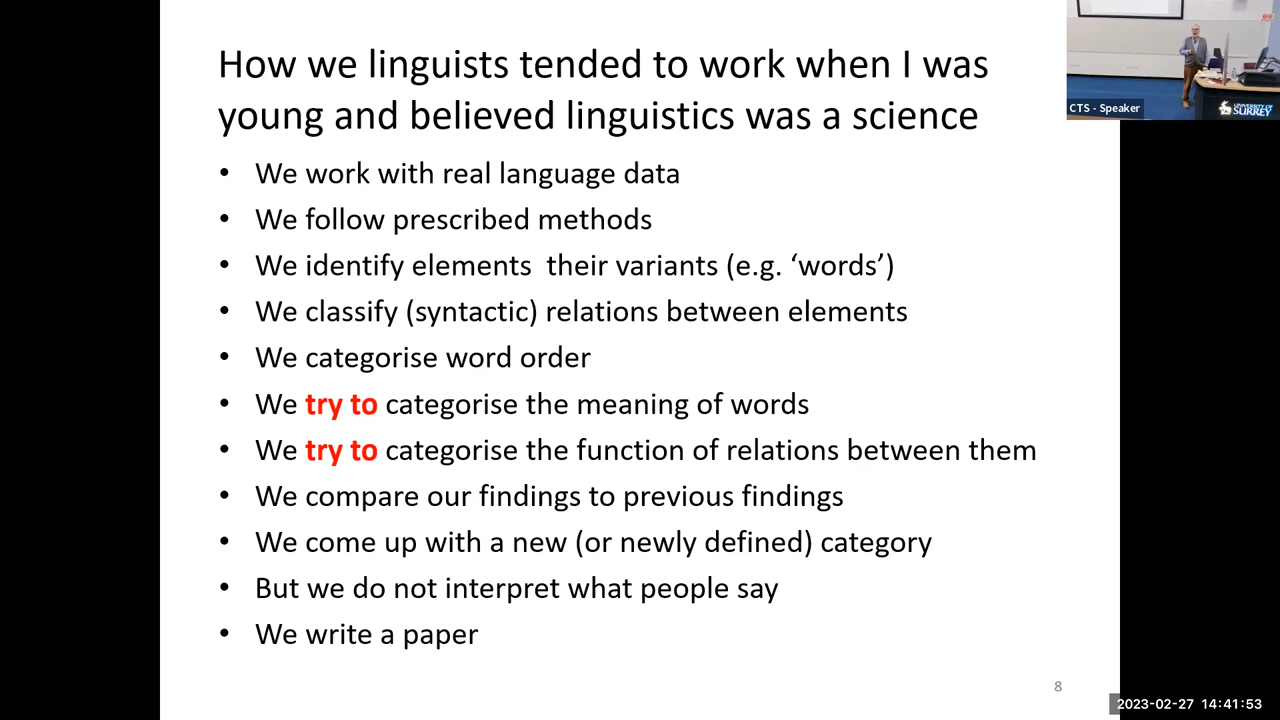 How we linguists tended to work when I was
young and believed linguistics was a science
• We work with real language data
• We follow prescribed methods
• We identify elements  their variants (e.g. ‘words’)
• We classify (syntactic) relations between elements
• We categorise word order
• We try to categorise the meaning of words
• We try to categorise the function of relations between them
• We compare our findings to previous findings
• We come up with a new (or newly defined) category
• But we do not interpret what people say
• We write a paper
8
CTS - Speaker
UNIVERSITY OF
SURREY
2023-02-27 14:41:53